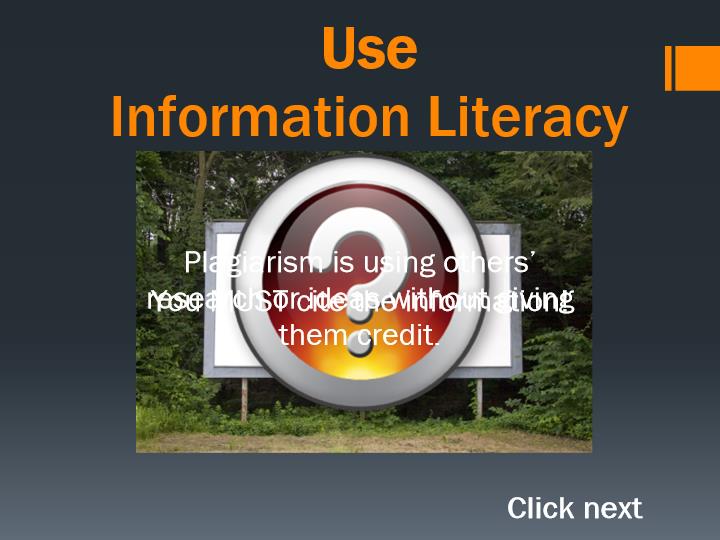 Use
Information Literacy
Plagiarism is using others’
research or ideas without giving
You MUST cite the information!
them credit.
Click next